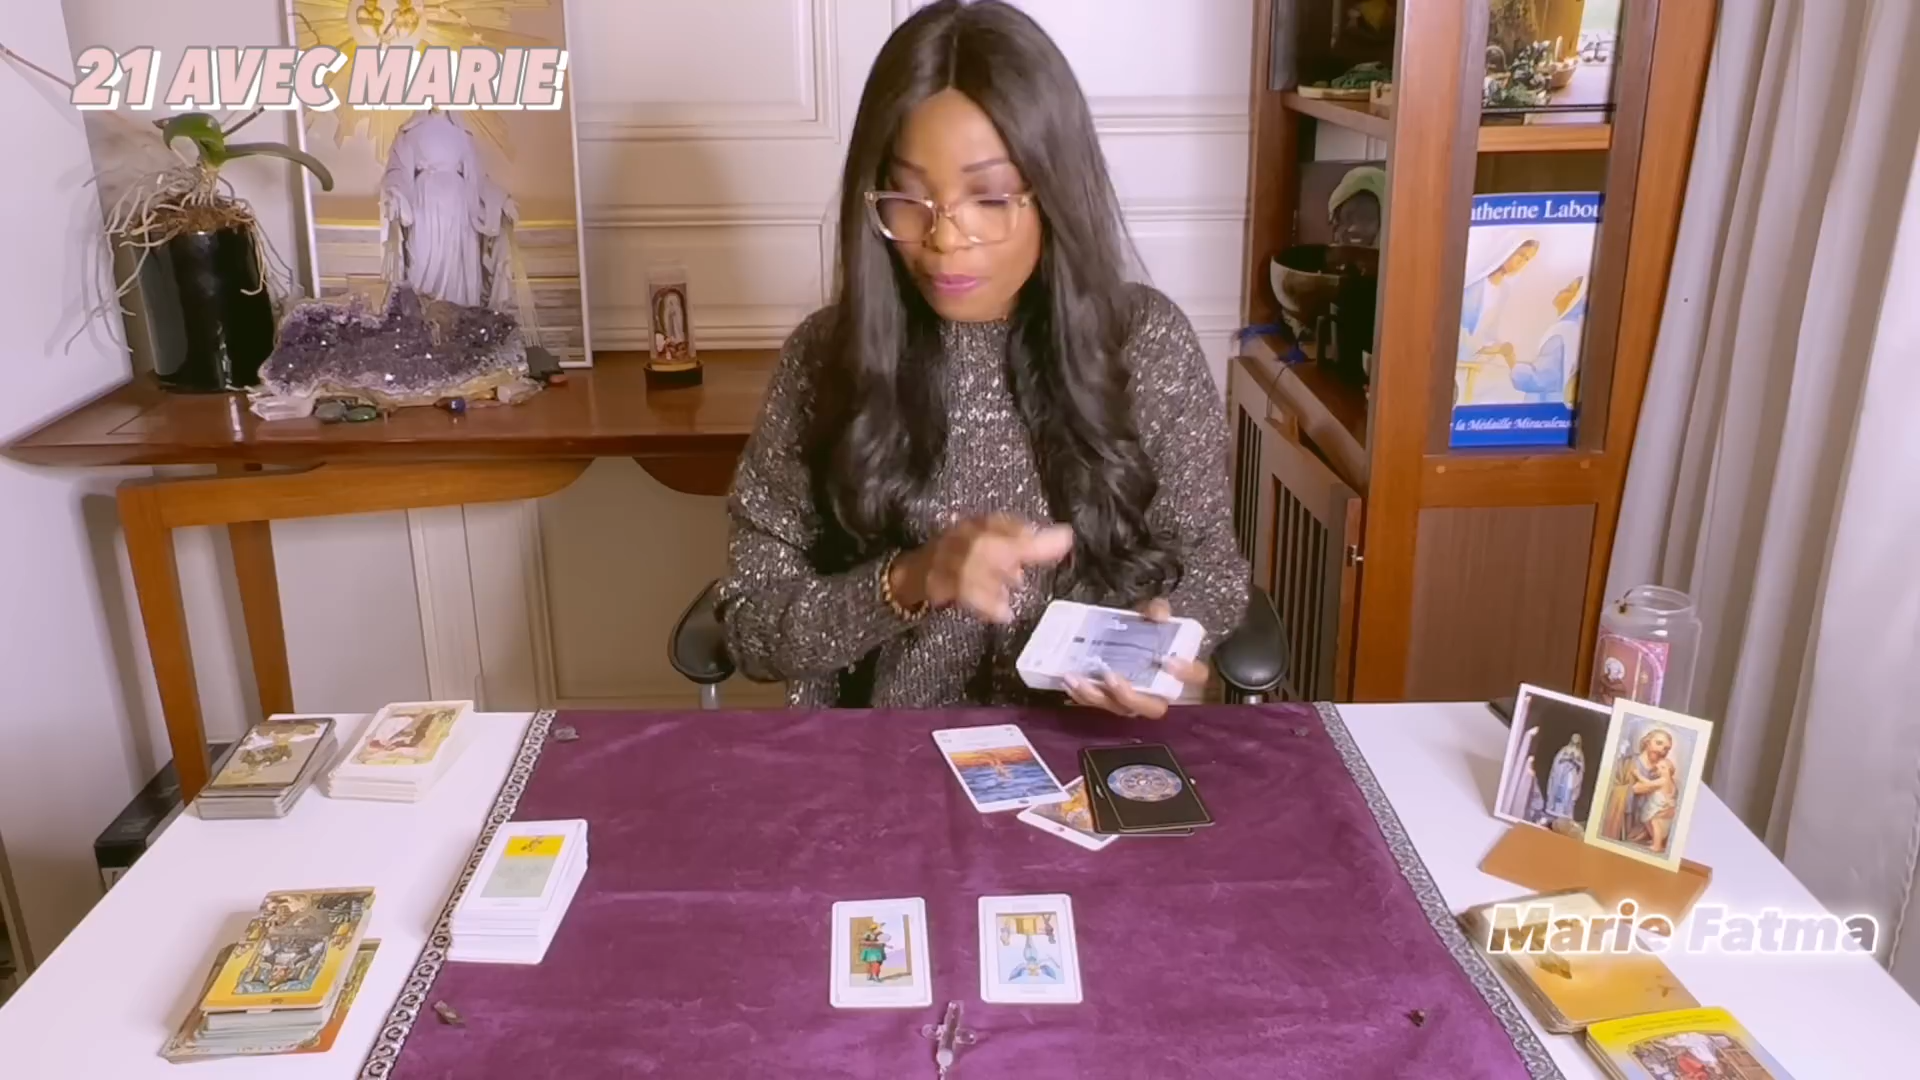 21 AVEC MARIE
atherine Labou
la Médaille Miraculeuse
Marie Fatma